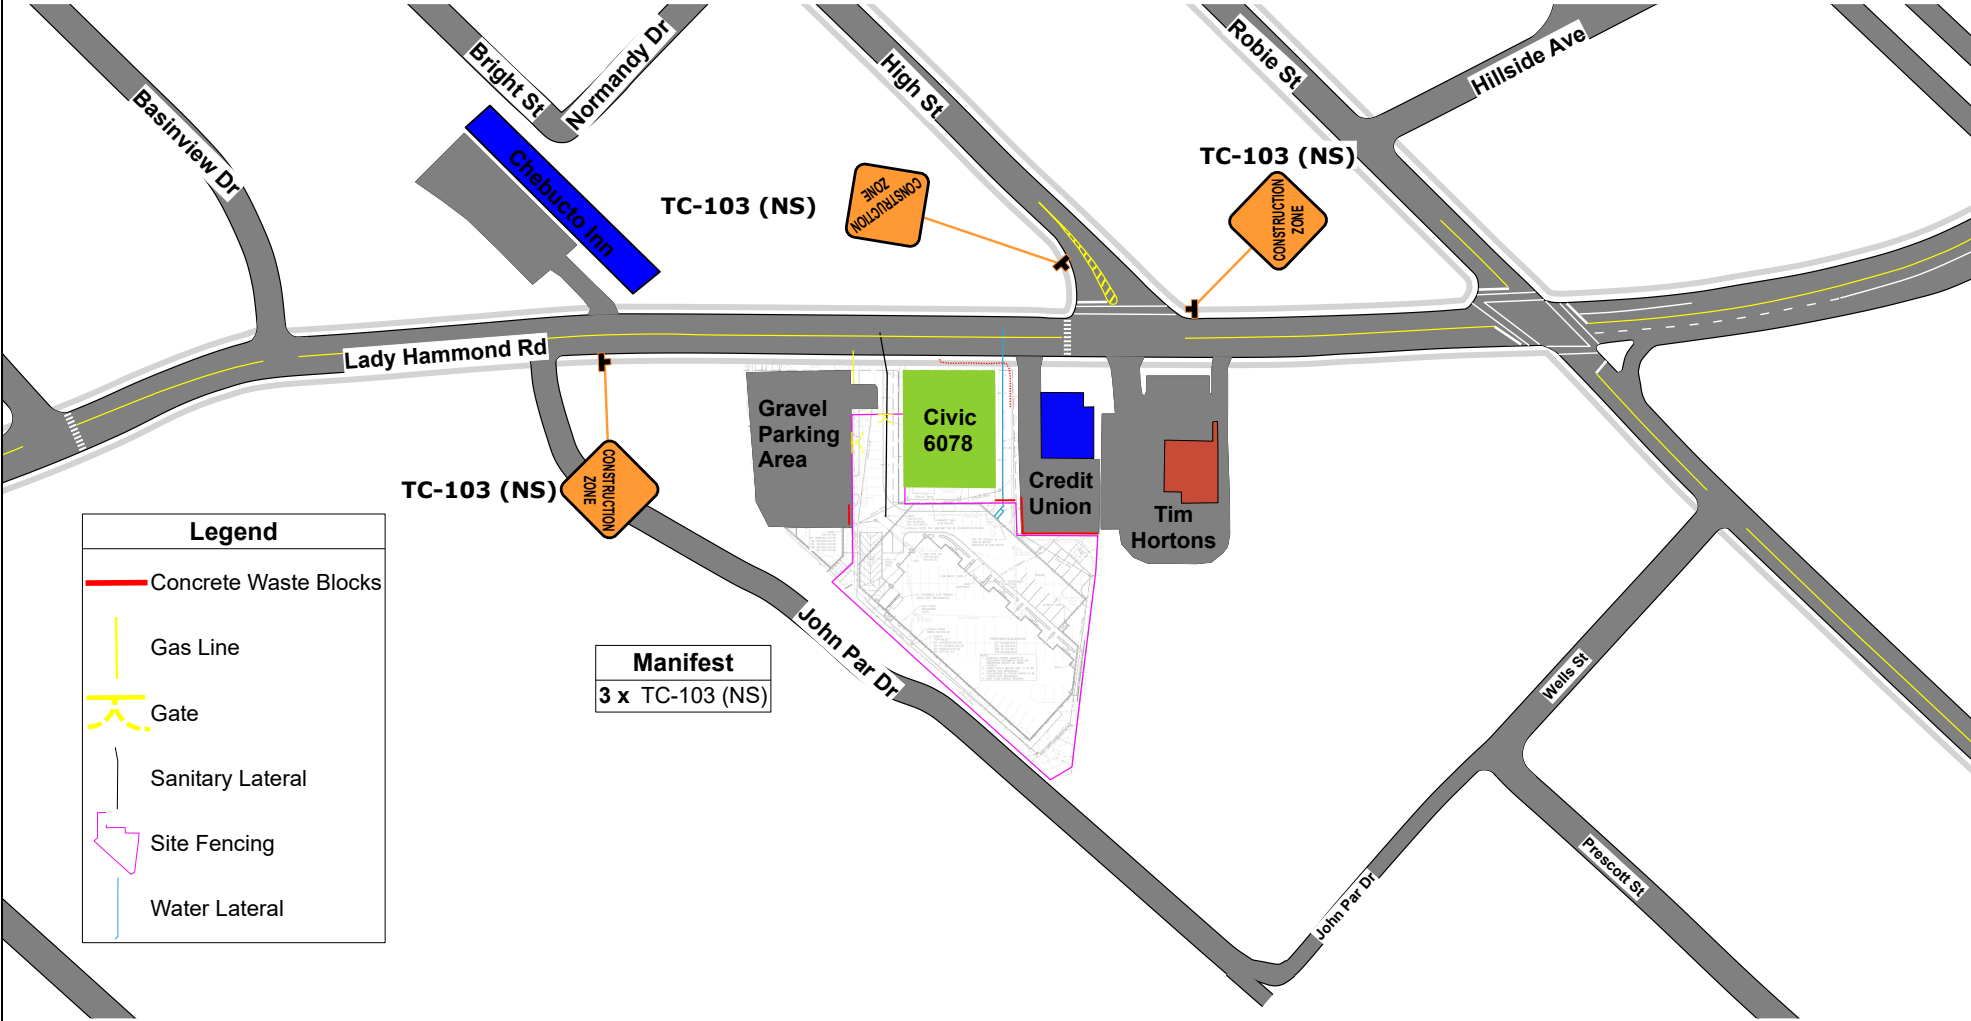 Basinview Dr
Bright St
Normandy Dr
High St
Robie St
Hillside Ave
Chebucto Inn
TC-103 (NS)
CONSTRUCTION
ZONE
TC-103 (NS)
CONSTRUCTION
ZONE
Lady Hammond Rd
Gravel
Parking
Area
Civic
6078
Credit
Union
Tim
Hortons
TC-103 (NS)
CONSTRUCTION
ZONE
Legend
Concrete Waste Blocks
Gas Line
Gate
Sanitary Lateral
Site Fencing
Water Lateral
Manifest
3 x TC-103 (NS)
John Par Dr
Wells St
Prescott St
John Par Dr